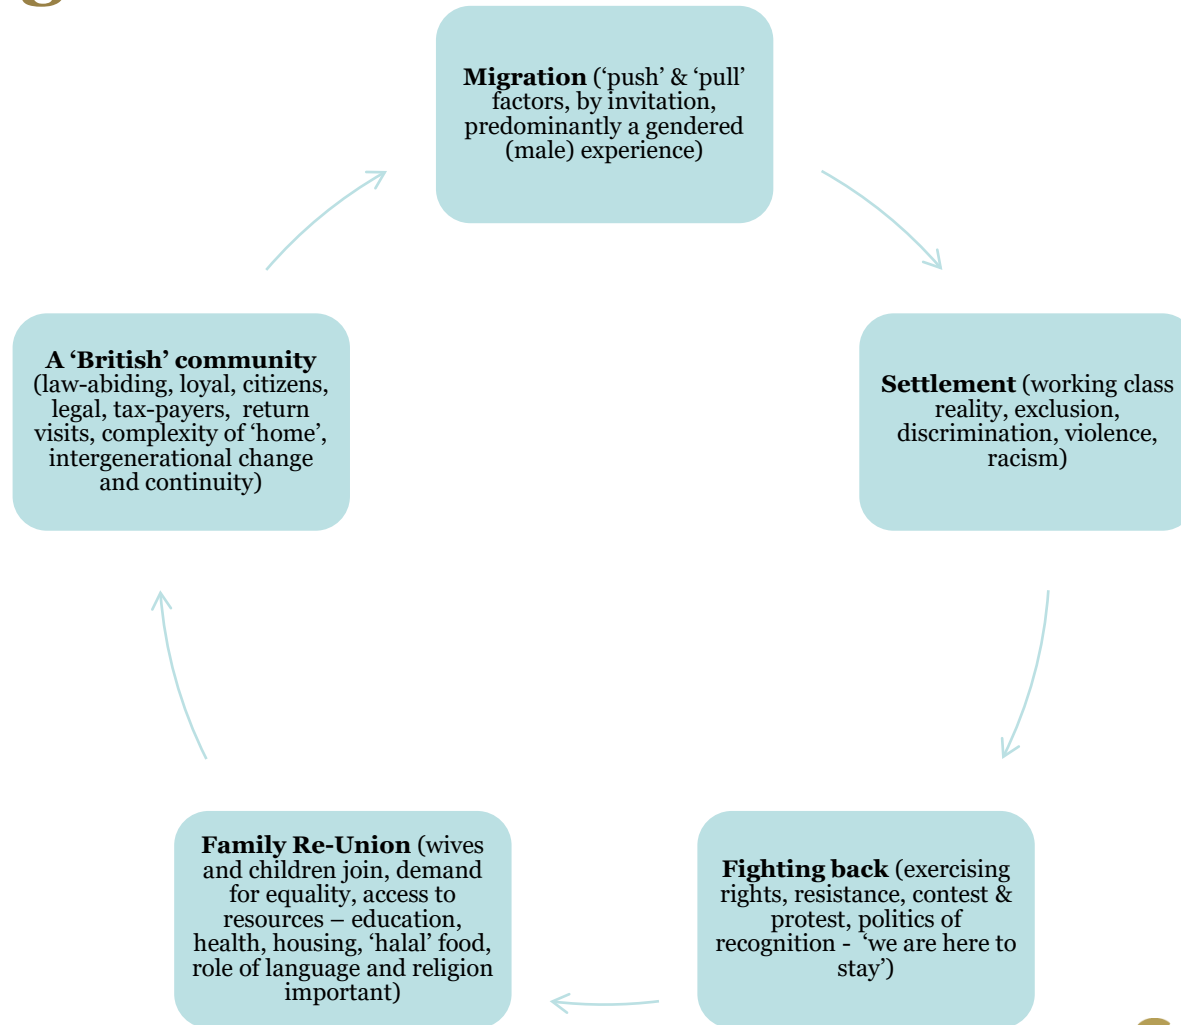 Migration (‘push’ & ‘pull’
factors, by invitation,
predominantly a gendered
(male) experience)
Settlement (working class
reality, exclusion,
discrimination, violence,
racism)
Fighting back (exercising
rights, resistance, contest &
protest, politics of
recognition - ‘we are here to
stay’)
Family Re-Union (wives
and children join, demand
for equality, access to
resources – education,
health, housing, ‘halal’ food,
role of language and religion
important)
A ‘British’ community
(law-abiding, loyal, citizens,
legal, tax-payers,  return
visits, complexity of ‘home’,
intergenerational change
and continuity)